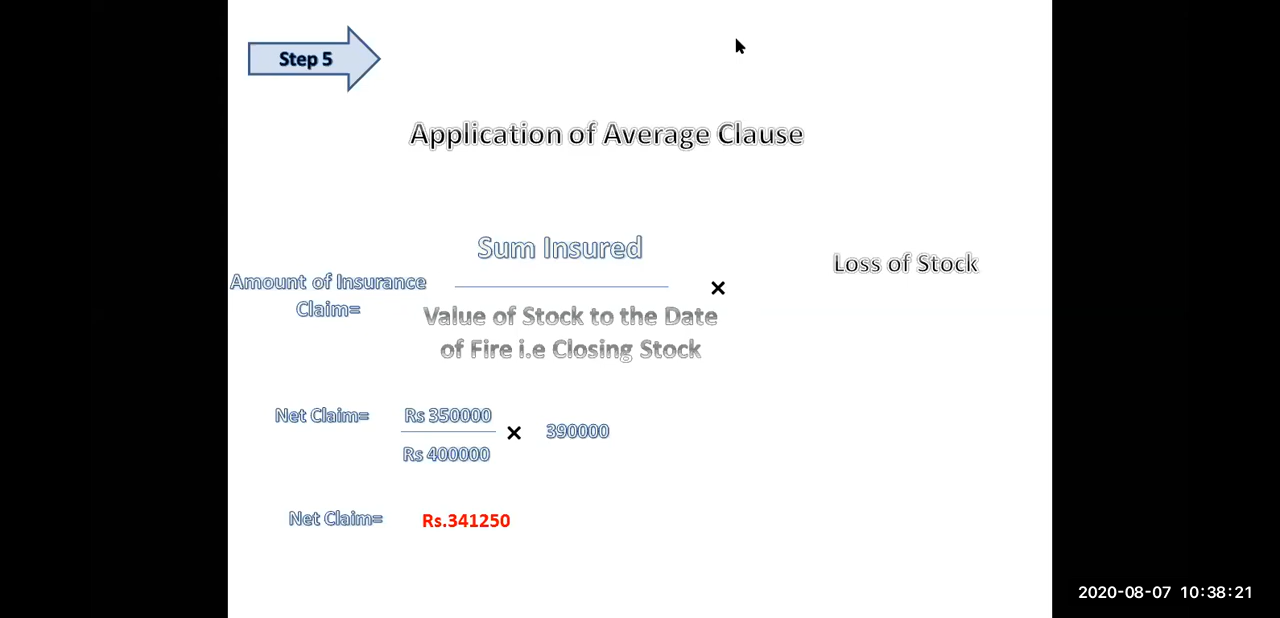 Step 5
Application of Average Clause
Sum Insured
Loss of Stock
Amount of Insurance
Claim=
×
Value of Stock to the Date
of Fire i.e Closing Stock
Net Claim= Rs 350000
× 390000
Rs 400000
Net Claim= Rs.341250
2020-08-07 10:38:21